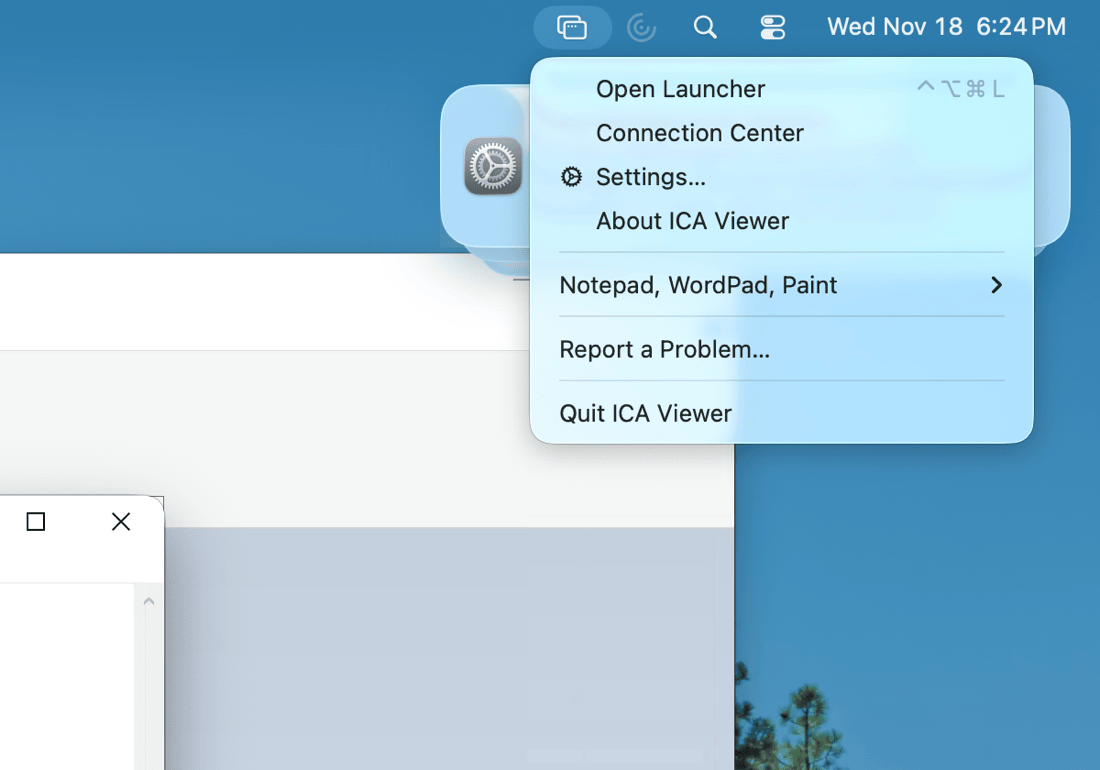 Wed Nov 18 6:24 PM
Open Launcher ^⌥⌘L
Connection Center
Settings...
About ICA Viewer
Notepad, WordPad, Paint
Report a Problem...
Quit ICA Viewer